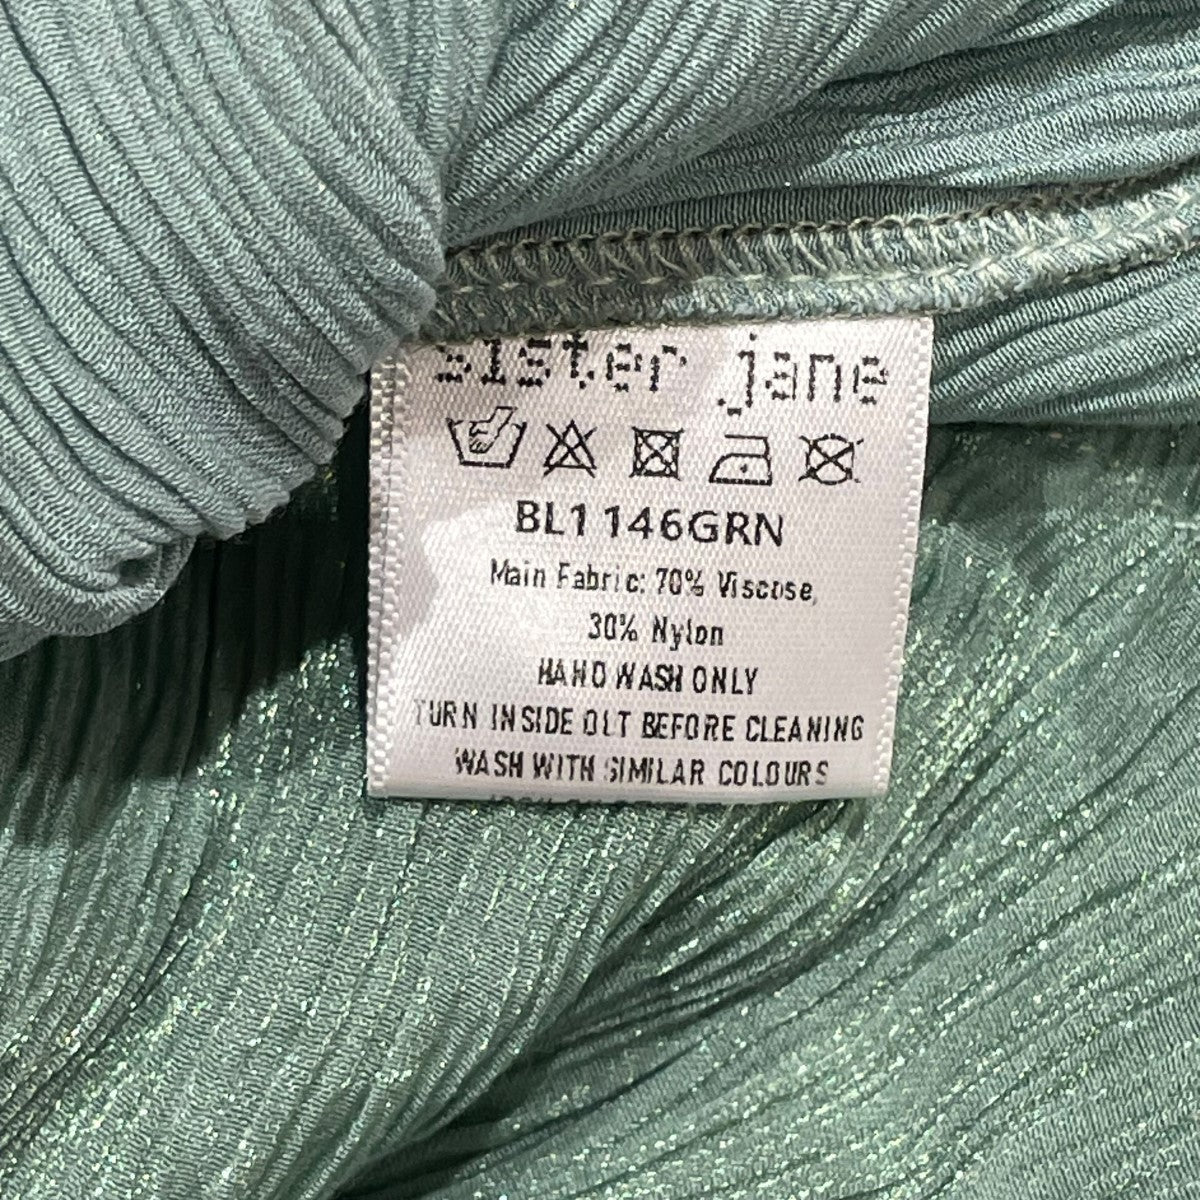 sister jane
BL1146GRN
Main Fabric: 70% Viscose,
30% Nylon
HAND WASH ONLY
TURN INSIDE OUT BEFORE CLEANING
WASH WITH SIMILAR COLOURS